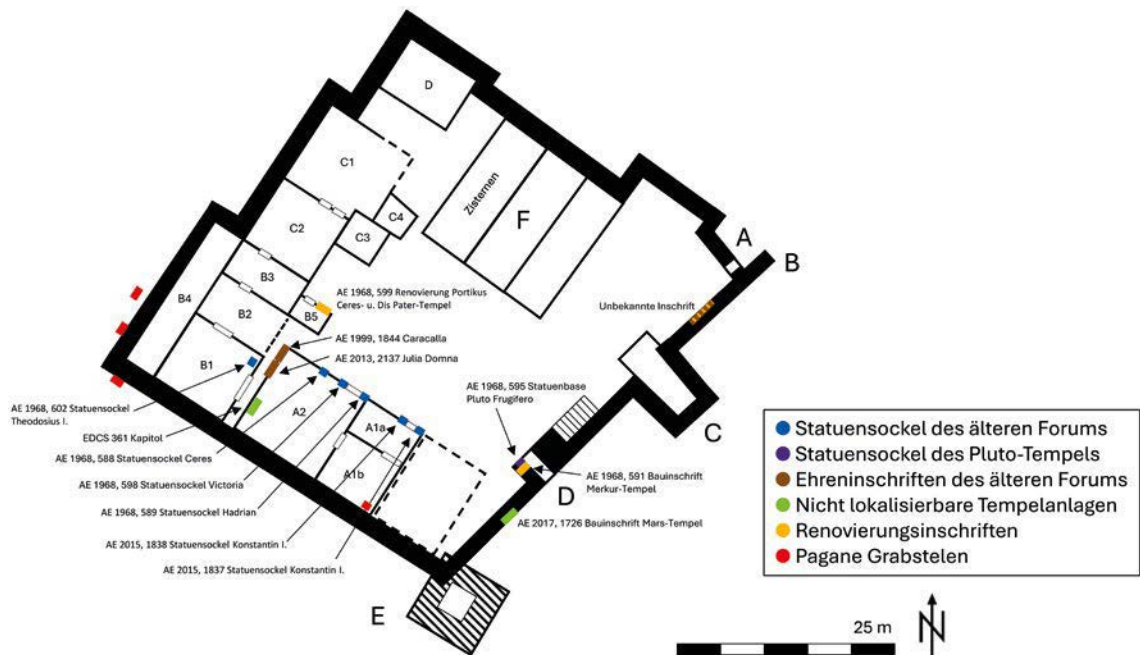 D
C1
Zisternen
F
C4
C2
C3
A
B
B3
B4
B2
B5
B1
AE 1968, 599 Renovierung Portikus
Ceres- u. Dis Pater-Tempel
Unbekannte Inschrift
AE 1999, 1844 Caracalla
AE 2013, 2137 Julia Domna
AE 1968, 602 Statuensockel
Theodosius I.
EDCS 361 Kapitol
AE 1968, 588 Statuensockel Ceres
AE 1968, 598 Statuensockel Victoria
AE 1968, 589 Statuensockel Hadrian
AE 2015, 1838 Statuensockel Konstantin I.
AE 2015, 1837 Statuensockel Konstantin I.
A2
A1a
A1b
AE 1968, 595 Statuenbase
Pluto Frugifero
C
AE 1968, 591 Bauinschrift
Merkur-Tempel
D
AE 2017, 1726 Bauinschrift Mars-Tempel
E
Statuensockel des älteren Forums
Statuensockel des Pluto-Tempels
Ehreninschriften des älteren Forums
Nicht lokalisierbare Tempelanlagen
Renovierungsinschriften
Pagane Grabstelen
25 m
N